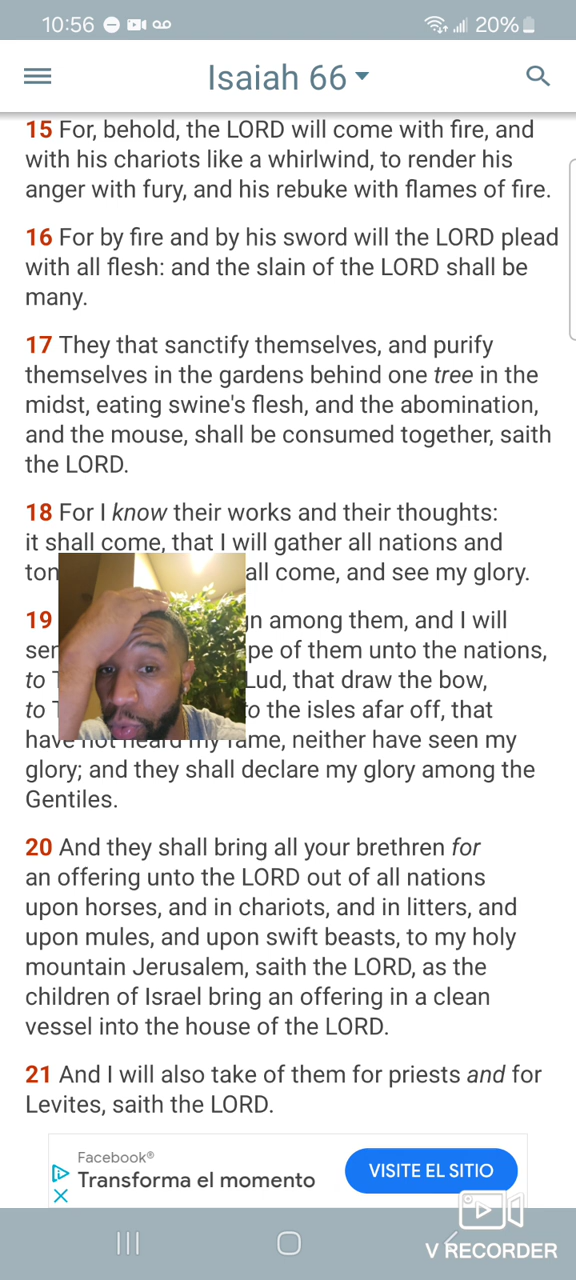 10:56
20%
Isaiah 66
15 For, behold, the LORD will come with fire, and
with his chariots like a whirlwind, to render his
anger with fury, and his rebuke with flames of fire.
16 For by fire and by his sword will the LORD plead
with all flesh: and the slain of the LORD shall be
many.
17 They that sanctify themselves, and purify
themselves in the gardens behind one tree in the
midst, eating swine's flesh, and the abomination,
and the mouse, shall be consumed together, saith
the LORD.
18 For I know their works and their thoughts:
it shall come, that I will gather all nations and
all come, and see my glory.
19 among them, and I will
of them unto the nations,
to Lud, that draw the bow,
to to the isles afar off, that
have not heard my fame, neither have seen my
glory; and they shall declare my glory among the
Gentiles.
20 And they shall bring all your brethren for
an offering unto the LORD out of all nations
upon horses, and in chariots, and in litters, and
upon mules, and upon swift beasts, to my holy
mountain Jerusalem, saith the LORD, as the
children of Israel bring an offering in a clean
vessel into the house of the LORD.
21 And I will also take of them for priests and for
Levites, saith the LORD.
Facebook®
Transforma el momento
VISITE EL SITIO
V RECORDER